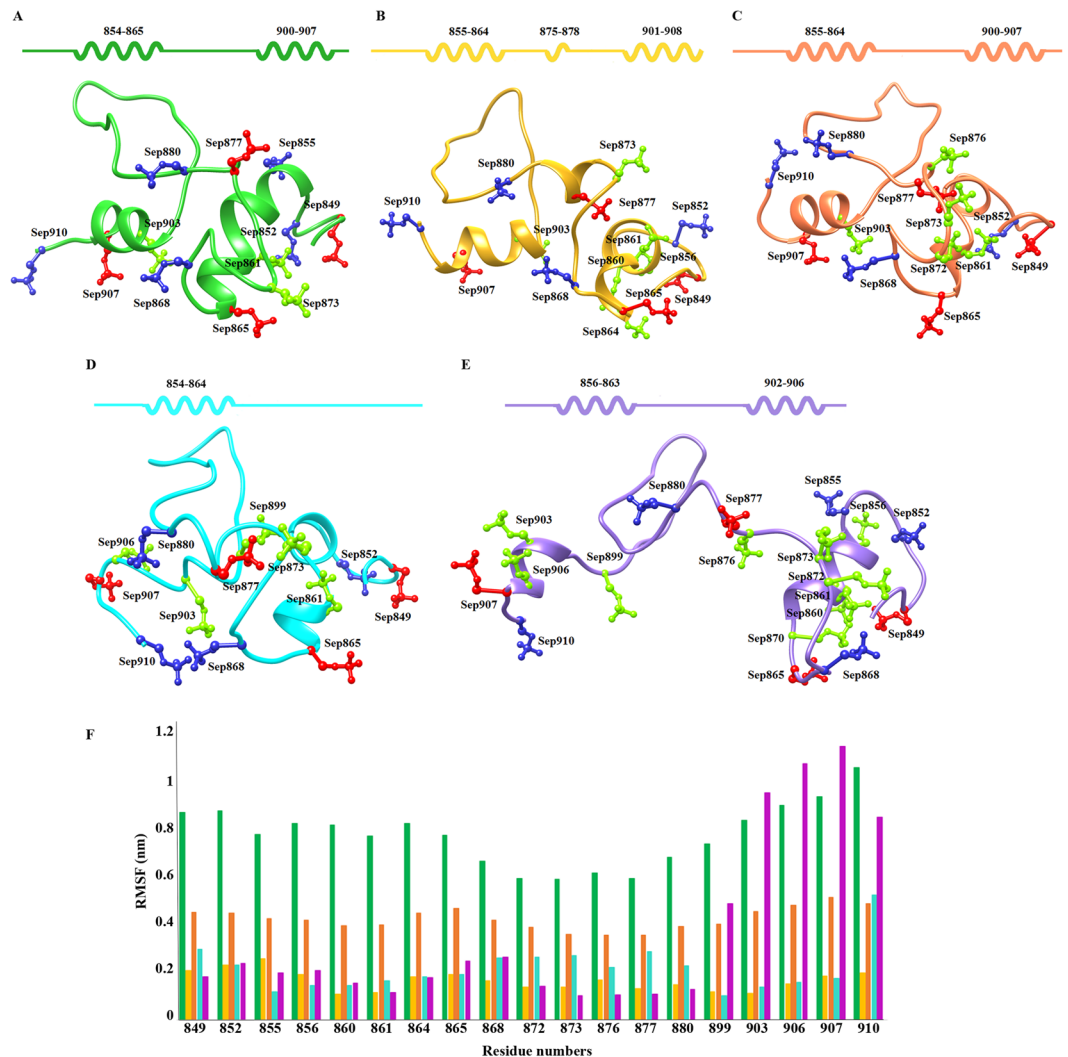 A
B
C
854-865
900-907
855-864
875-878
901-908
855-864
900-907
Sep877
Sep855
Sep880
Sep849
Sep903
Sep852
Sep910
Sep861
Sep907
Sep868
Sep873
Sep865
Sep873
Sep880
Sep910
Sep877
Sep852
Sep903
Sep861
Sep860
Sep856
Sep907
Sep868
Sep865
Sep849
Sep864
Sep880
Sep876
Sep910
Sep877
Sep873
Sep852
Sep903
Sep907
Sep872
Sep861
Sep849
Sep868
Sep865
D
E
854-864
856-863
902-906
Sep899
Sep906
Sep880
Sep852
Sep873
Sep877
Sep907
Sep861
Sep849
Sep903
Sep865
Sep910
Sep868
Sep880
Sep877
Sep855
Sep856
Sep852
Sep903
Sep899
Sep873
Sep906
Sep876
Sep872
Sep861
Sep907
Sep860
Sep849
Sep910
Sep870
Sep865
Sep868
F
1.2
1
0.8
0.6
0.4
0.2
0
RMSF (nm)
849 852 855 856 860 861 864 865 868 872 873 876 877 880 899 903 906 907 910
Residue numbers